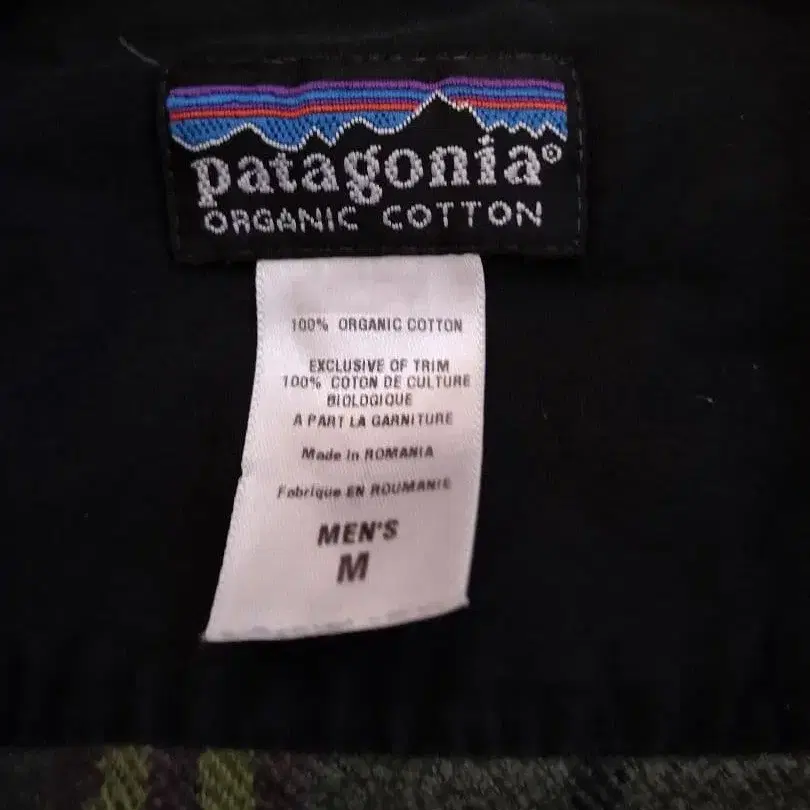 patagonia®
ORGANIC COTTON
100% ORGANIC COTTON
EXCLUSIVE OF TRIM
100% COTON DE CULTURE
BIOLOGIQUE
A PART LA GARNITURE
Made in ROMANIA
Fabrique EN ROUMANIE
MEN'S
M